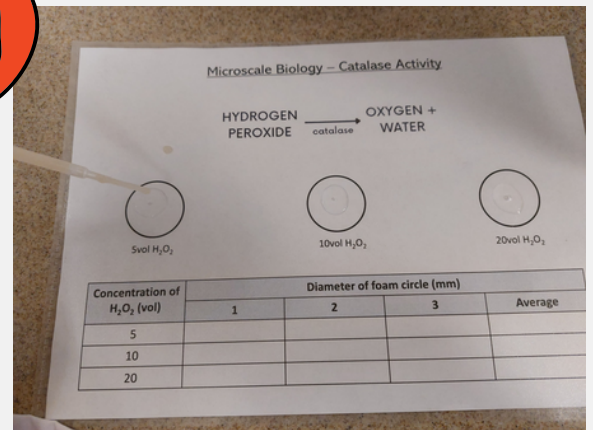 Microscale Biology – Catalase Activity
HYDROGEN PEROXIDE
catalase
OXYGEN + WATER
5vol H₂O₂
10vol H₂O₂
20vol H₂O₂
Concentration of H₂O₂ (vol)
Diameter of foam circle (mm)
1 2 3 Average
5
10
20